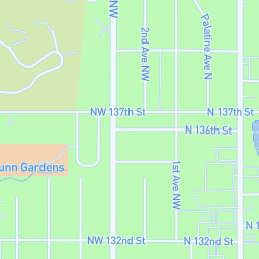 NW
2nd Ave NW
Palatine Ave N
NW 137th St
N 137th St
N 136th St
unn Gardens
1st Ave NW
N 1
NW 132nd St
N 132nd St